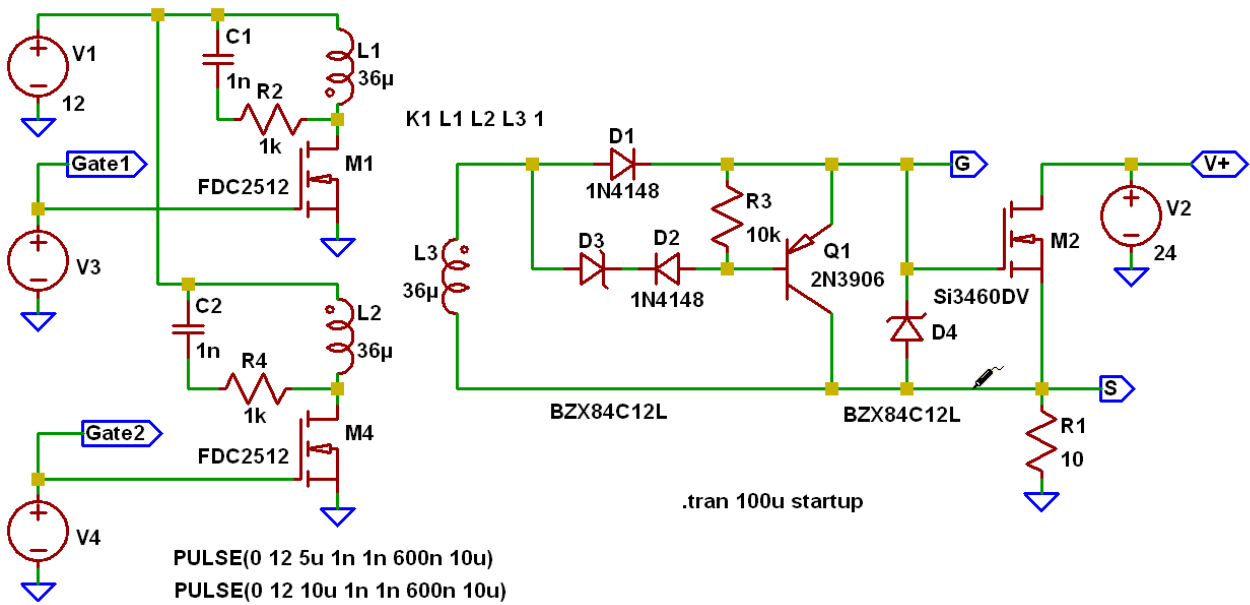 V1
12
C1
1n
L1
36µ
R2
1k
M1
FDC2512
Gate1
V3
K1 L1 L2 L3 1
C2
1n
L2
36µ
R4
1k
M4
FDC2512
Gate2
V4
L3
36µ
D1
1N4148
D3
D2
1N4148
R3
10k
Q1
2N3906
G
V+
V2
24
M2
Si3460DV
D4
BZX84C12L
BZX84C12L
S
R1
10
.tran 100u startup
PULSE(0 12 5u 1n 1n 600n 10u)
PULSE(0 12 10u 1n 1n 600n 10u)